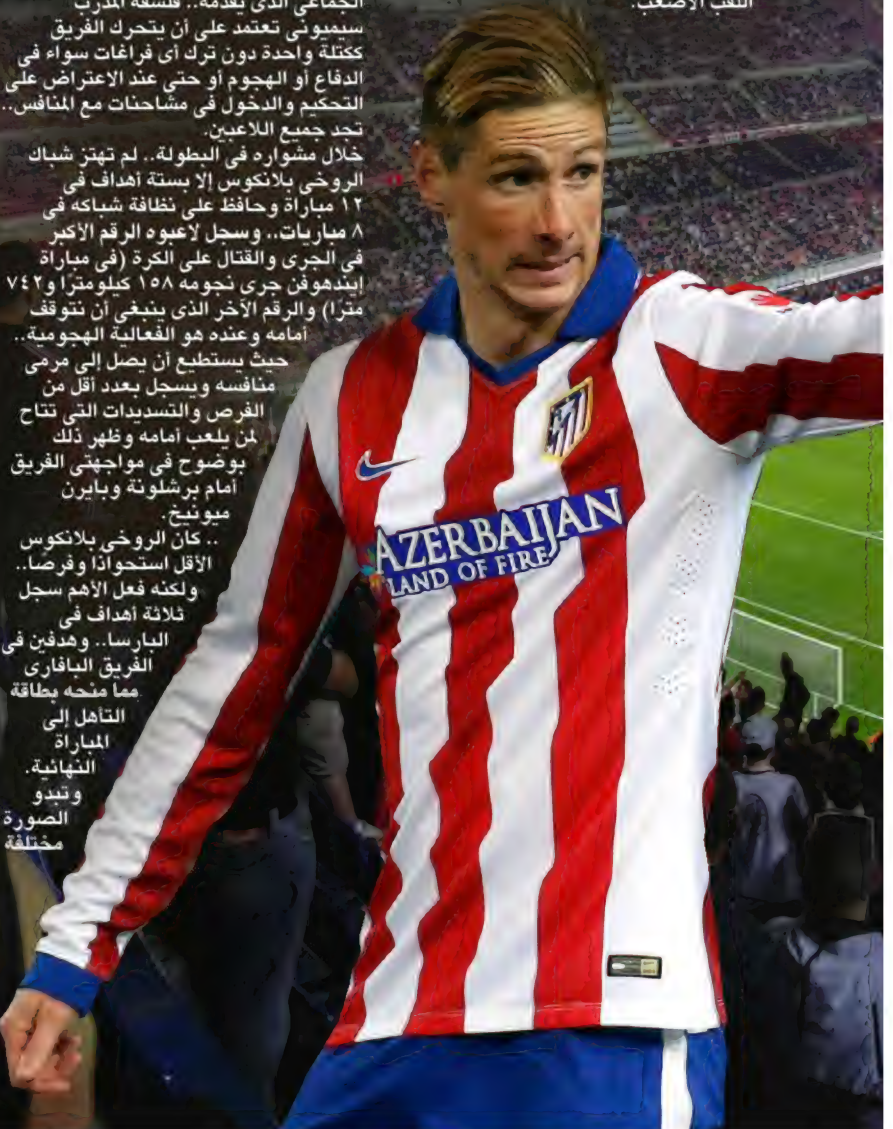 الجماعى الذى يقدمه.. فلسفة المدرب
سيميونى تعتمد على أن يتحرك الفريق
ككتلة واحدة دون ترك أى فراغات سواء فى
الدفاع أو الهجوم أو حتى عند الاعتراض على
التحكيم والدخول فى مشاحنات مع المنافس..
تجد جميع اللاعبين.
خلال مشواره فى البطولة.. لم تهتز شباك
الروخى بلانكوس إلا بستة أهداف فى
١٢ مباراة وحافظ على نظافة شباكه فى
٨ مباريات.. وسجل لاعبوه الرقم الأكبر
فى الجرى والقتال على الكرة (فى مباراة
إيندهوفن جرى نجومه ١٥٨ كيلومترًا و٧٤٢
مترًا) والرقم الآخر الذى ينبغى أن نتوقف
أمامه وعنده هو الفعالية الهجومية..
حيث يستطيع أن يصل إلى مرمى
منافسه ويسجل بعدد أقل من
الفرص والتسديدات التى تتاح
لمن يلعب أمامه وظهر ذلك
بوضوح فى مواجهتى الفريق
أمام برشلونة وبايرن
ميونيخ.
.. كان الروخى بلانكوس
الأقل استحواذًا وفرصا..
ولكنه فعل الأهم سجل
ثلاثة أهداف فى
البارسا.. وهدفين فى
الفريق البافارى
مما منحه بطاقة
التأهل إلى
المباراة
النهائية.
وتبدو
الصورة
مختلفة
اللقب الأصعب.
AZERBAIJAN
LAND OF FIRE